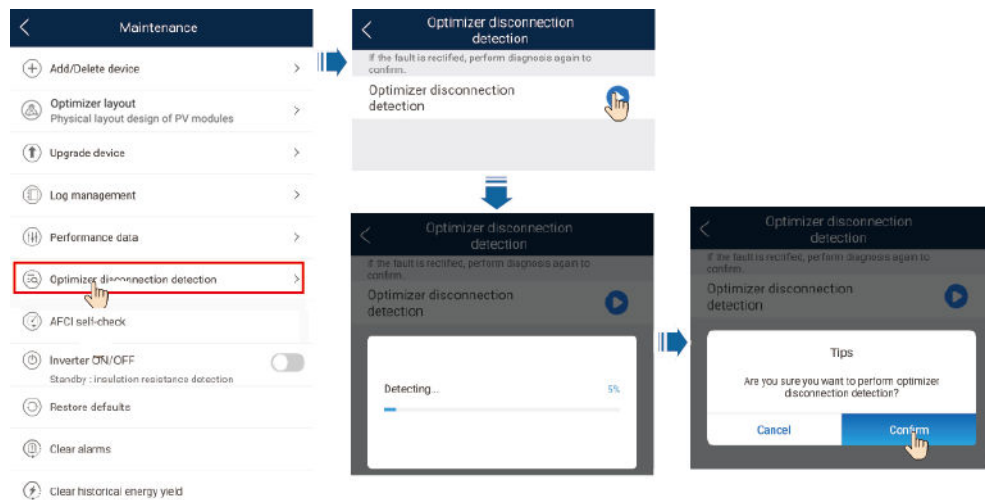 Maintenance
Add/Delete device
Optimizer layout
Physical layout design of PV modules
Upgrade device
Log management
Performance data
Optimizer disconnection detection
AFCI self-check
Inverter ON/OFF
Standby : insulation resistance detection
Restore defaults
Clear alarms
Clear historical energy yield
Optimizer disconnection
detection
If the fault is rectified, perform diagnosis again to
confirm.
Optimizer disconnection
detection
Optimizer disconnection
detection
If the fault is rectified, perform diagnosis again to
confirm.
Optimizer disconnection
detection
Detecting...
5%
Optimizer disconnection
detection
If the fault is rectified, perform diagnosis again to
confirm.
Optimizer disconnection
detection
Tips
Are you sure you want to perform optimizer
disconnection detection?
Cancel
Confirm